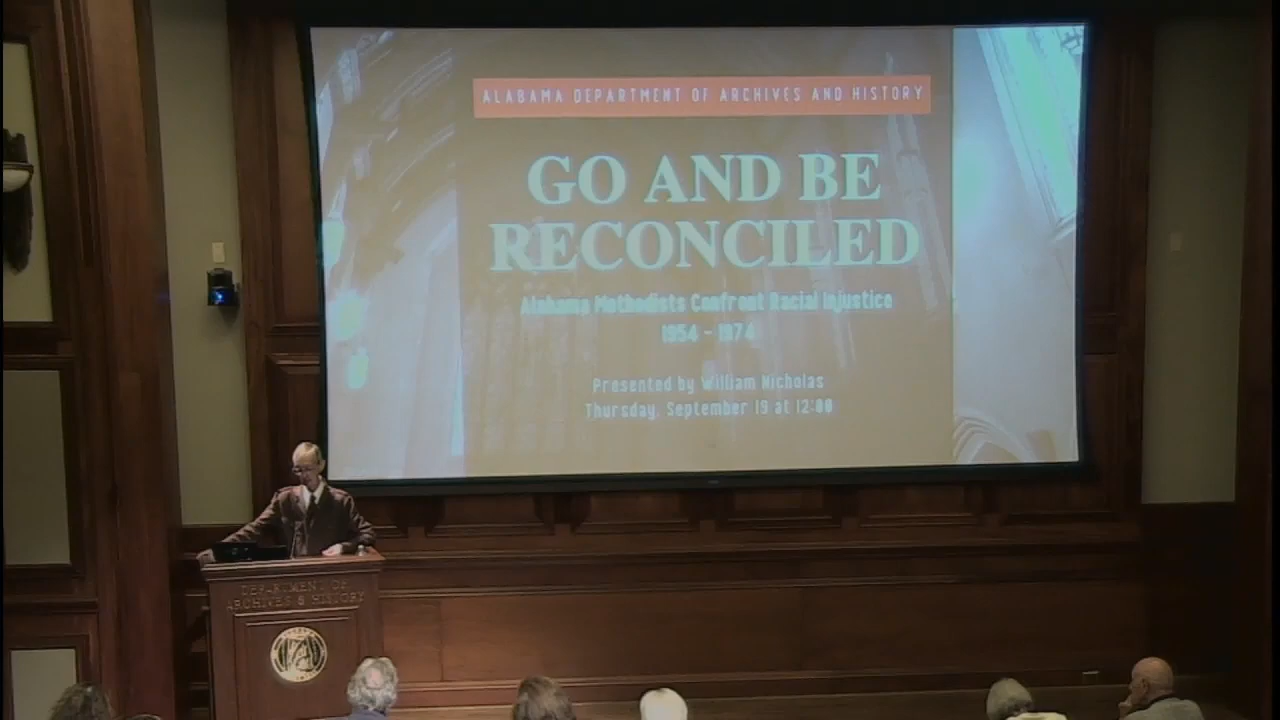 ALABAMA DEPARTMENT OF ARCHIVES AND HISTORY
GO AND BE
RECONCILED
Alabama Methodists Confront Racial Injustice
1954 - 1974
Presented by William Nicholas
Thursday, September 19 at 12:00
DEPARTMENT OF
ARCHIVES & HISTORY